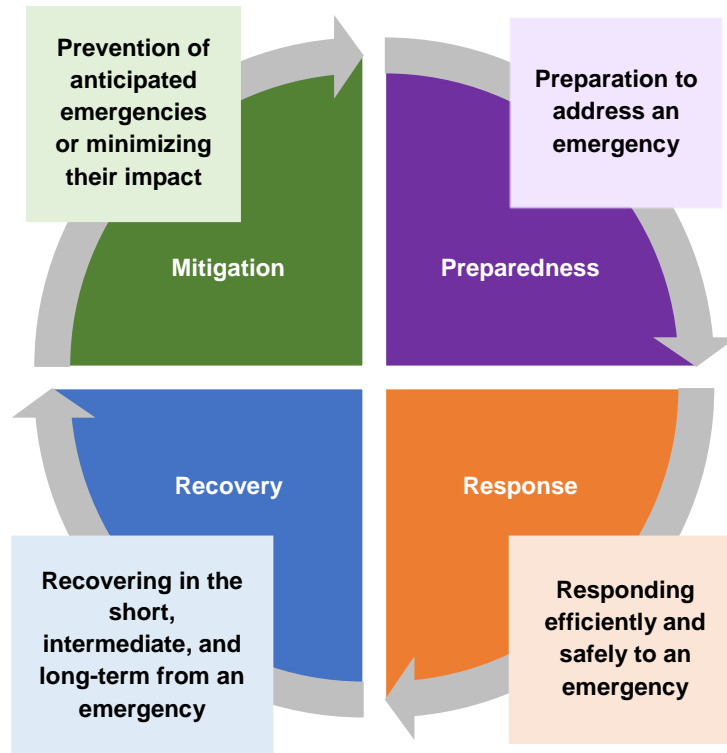 Prevention of
anticipated
emergencies
or minimizing
their impact
Preparation to
address an
emergency
Mitigation
Preparedness
Recovery
Response
Recovering in the
short,
intermediate, and
long-term from an
emergency
Responding
efficiently and
safely to an
emergency